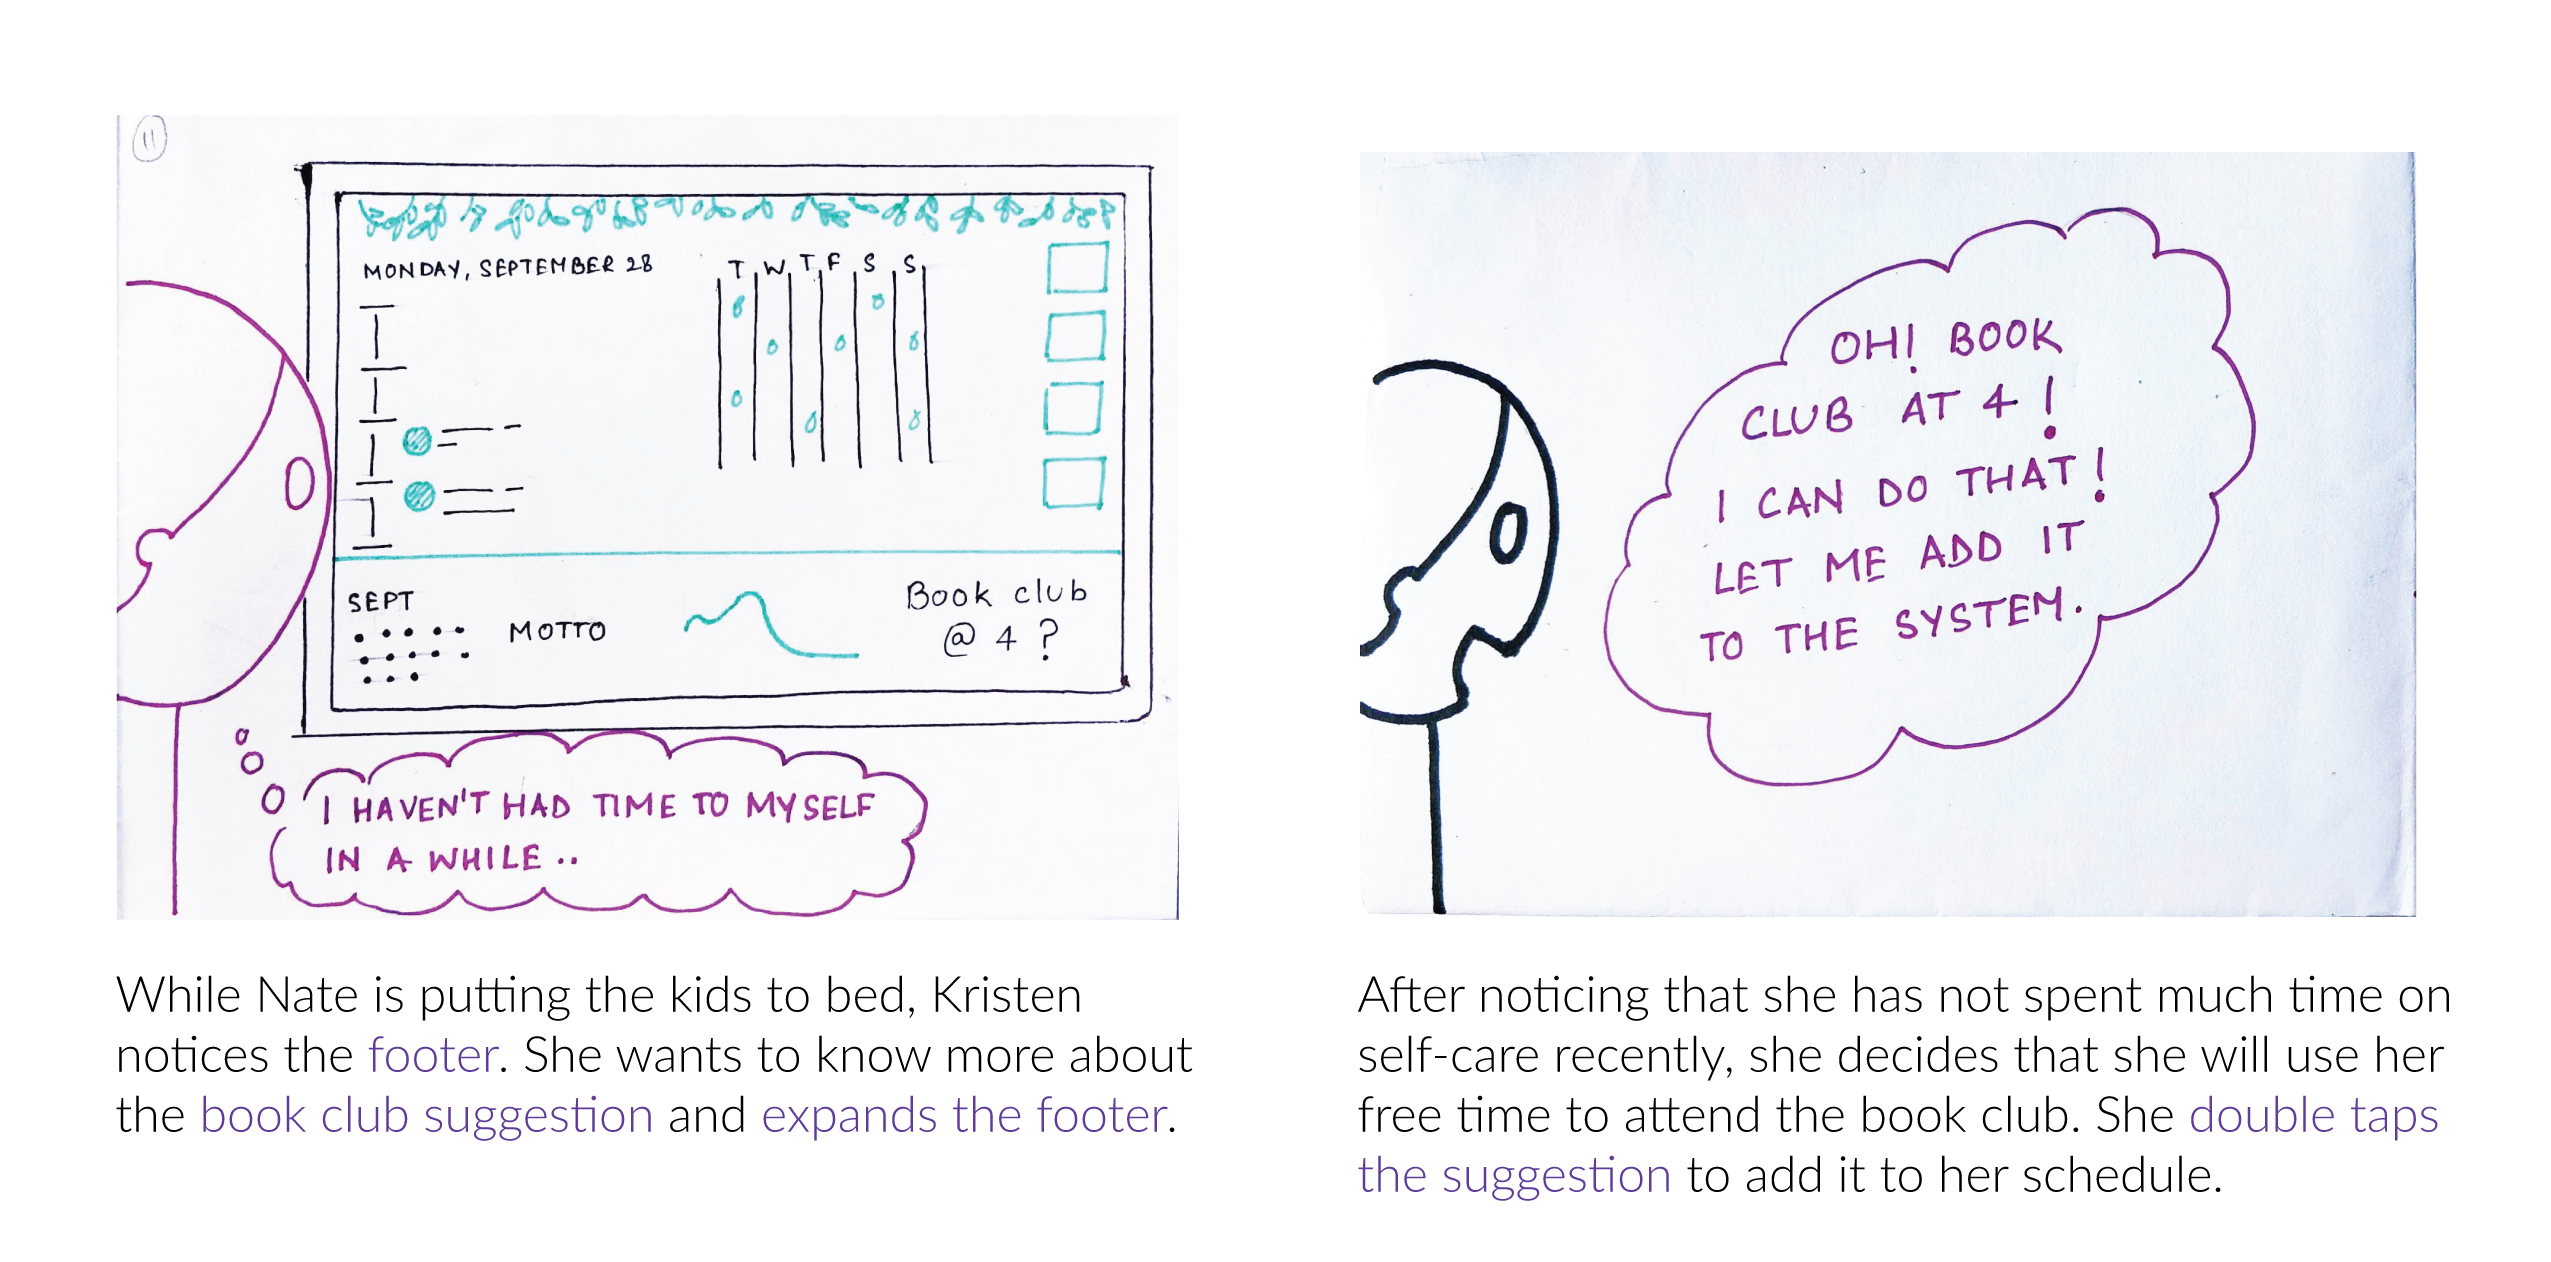 11
MONDAY, SEPTEMBER 28
T W T F S S
SEPT
MOTTO
Book club
@ 4 ?
I HAVEN'T HAD TIME TO MYSELF
IN A WHILE ..
While Nate is putting the kids to bed, Kristen
notices the footer. She wants to know more about
the book club suggestion and expands the footer.
OH! BOOK
CLUB AT 4!
I CAN DO THAT!
LET ME ADD IT
TO THE SYSTEM.
After noticing that she has not spent much time on
self-care recently, she decides that she will use her
free time to attend the book club. She double taps
the suggestion to add it to her schedule.